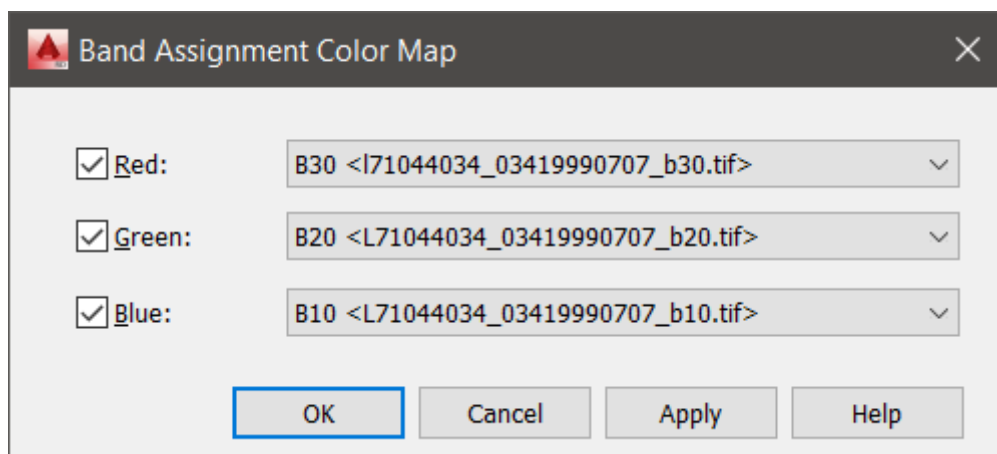 Band Assignment Color Map
Red: B30 <l71044034_03419990707_b30.tif>
Green: B20 <L71044034_03419990707_b20.tif>
Blue: B10 <L71044034_03419990707_b10.tif>
OK Cancel Apply Help